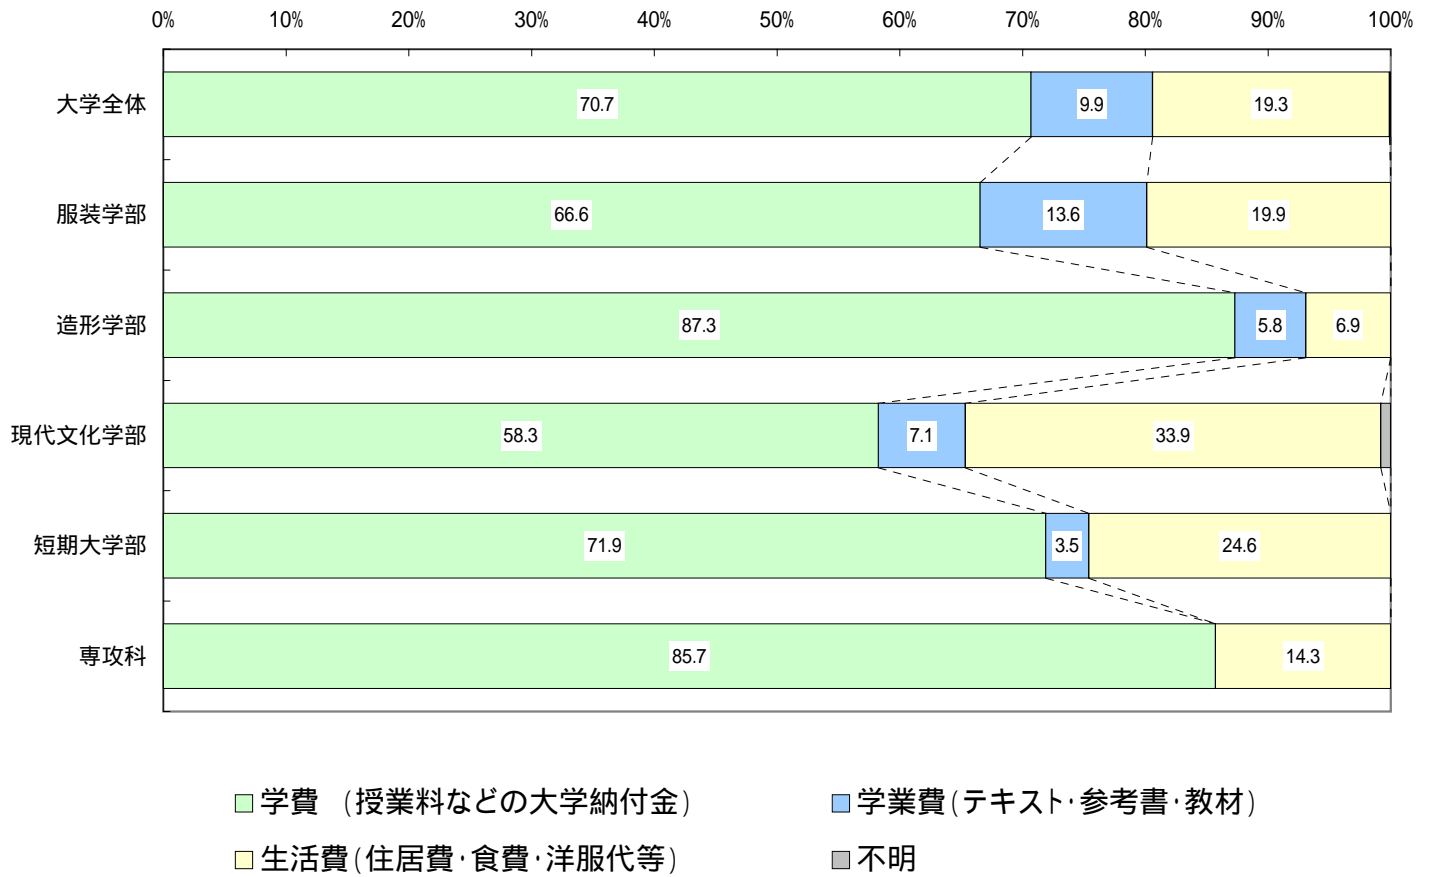 0% 10% 20% 30% 40% 50% 60% 70% 80% 90% 100%
大学全体 70.7 9.9 19.3
服装学部 66.6 13.6 19.9
造形学部 87.3 5.8 6.9
現代文化学部 58.3 7.1 33.9
短期大学部 71.9 3.5 24.6
専攻科 85.7 14.3
学費 (授業料などの大学納付金) 学業費(テキスト・参考書・教材)
生活費(住居費・食費・洋服代等) 不明